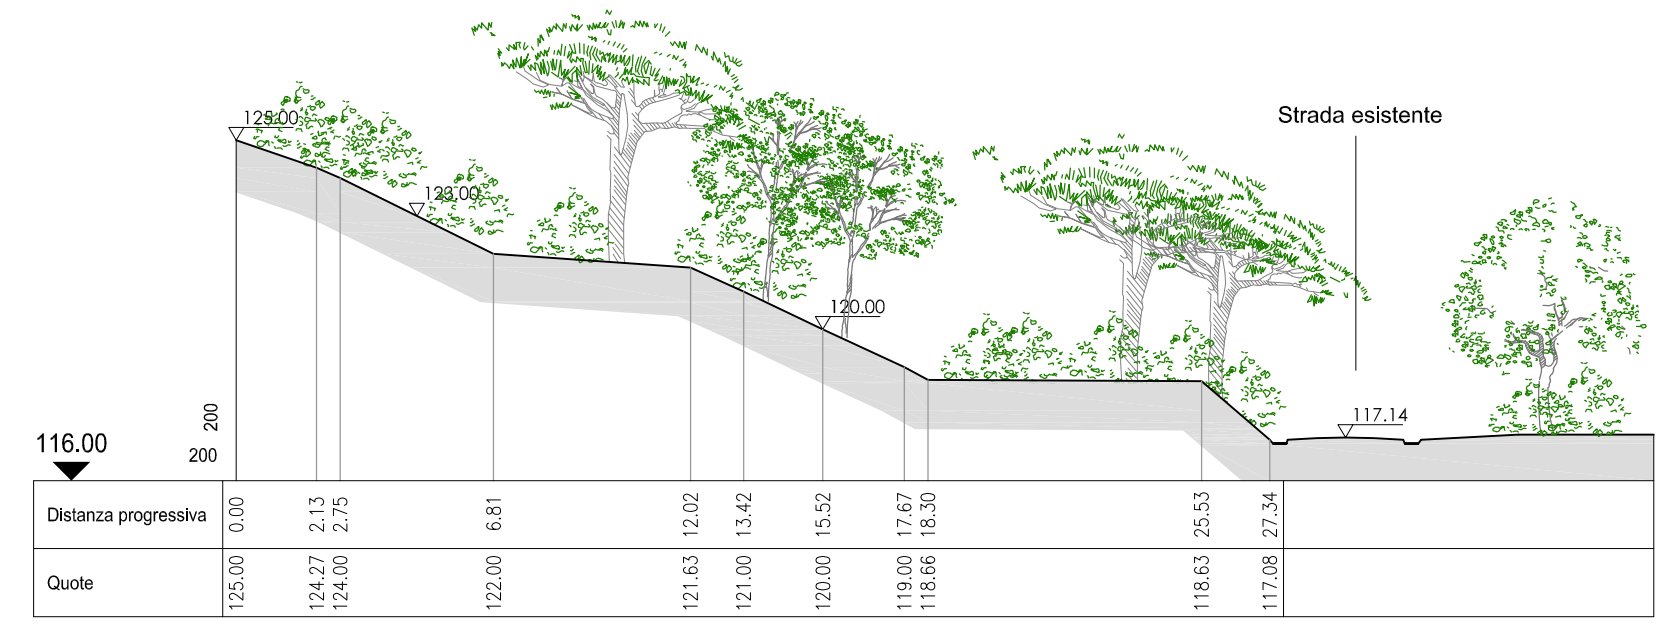 Strada esistente
125.00
123.00
120.00
117.14
200
116.00
200
Distanza progressiva 0.00 2.13 2.75 6.81 12.02 13.42 15.52 17.67 18.30 25.53 27.34
Quote 125.00 124.27 124.00 122.00 121.63 121.00 120.00 119.00 118.66 118.63 117.08